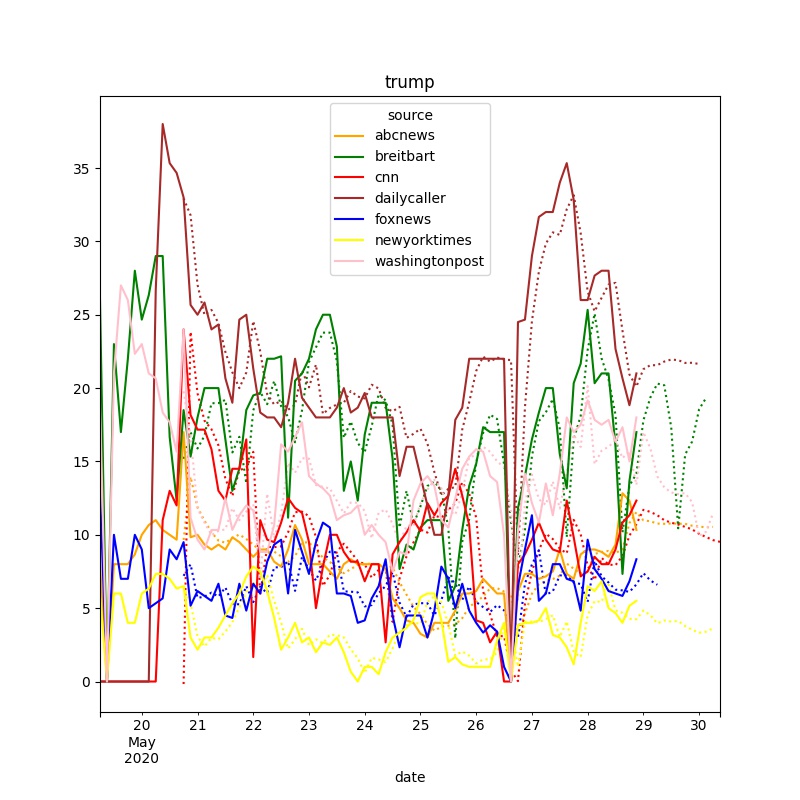 trump
source
abcnews
breitbart
cnn
dailycaller
foxnews
newyorktimes
washingtonpost
35
30
25
20
15
10
5
0
20 21 22 23 24 25 26 27 28 29 30
May
2020
date